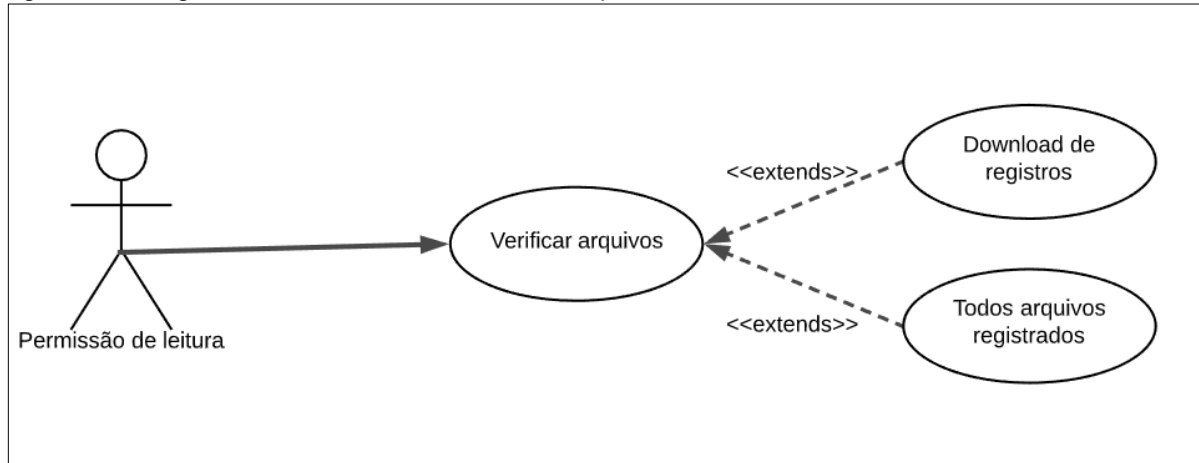 Download de
registros
<<extends>>
Verificar arquivos
Todos arquivos
registrados
<<extends>>
Permissão de leitura